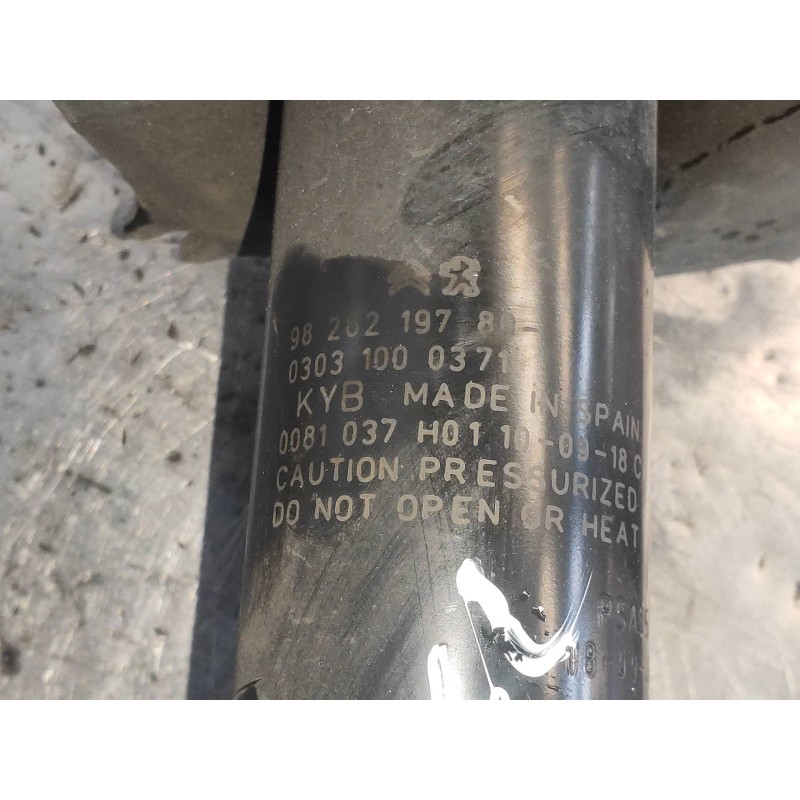 98 202 197 80-
0303 100 0371
KYB MADE IN SPAIN
0081 037 H01 10-09-18 C
CAUTION PRESSURIZED
DO NOT OPEN OR HEAT